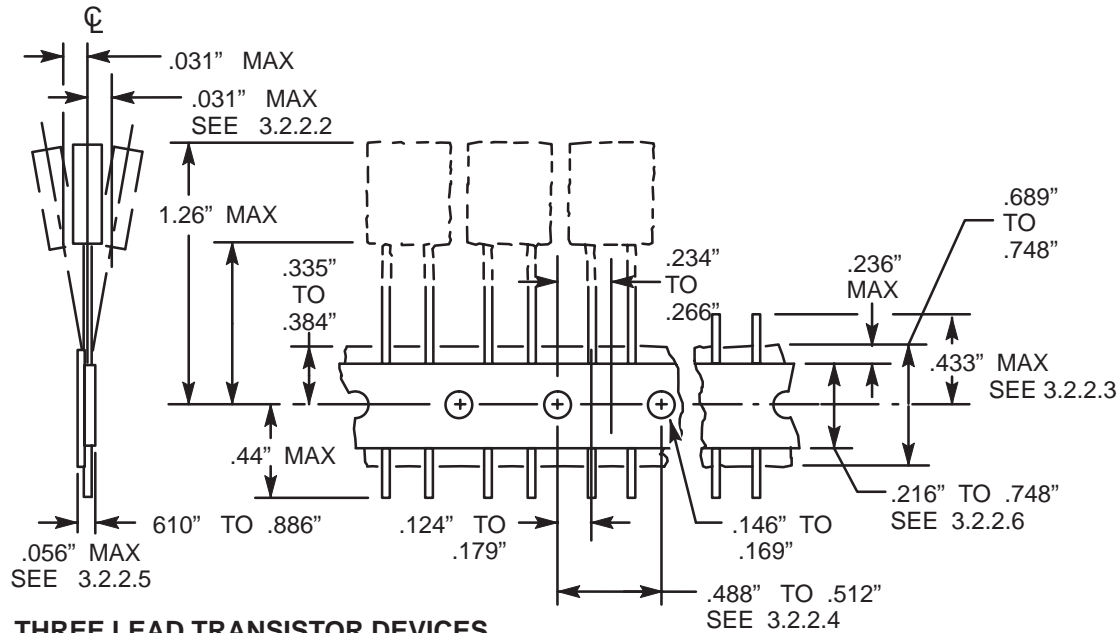 ℄
.031” MAX
.031” MAX
SEE 3.2.2.2
1.26” MAX
.335”
TO
.384”
.234”
TO
.266”
.236”
MAX
.689”
TO
.748”
.433” MAX
SEE 3.2.2.3
.44” MAX
610” TO .886”
.056” MAX
SEE 3.2.2.5
.124” TO
.179”
.146” TO
.169”
.216” TO .748”
SEE 3.2.2.6
.488” TO .512”
SEE 3.2.2.4
THREE LEAD TRANSISTOR DEVICES